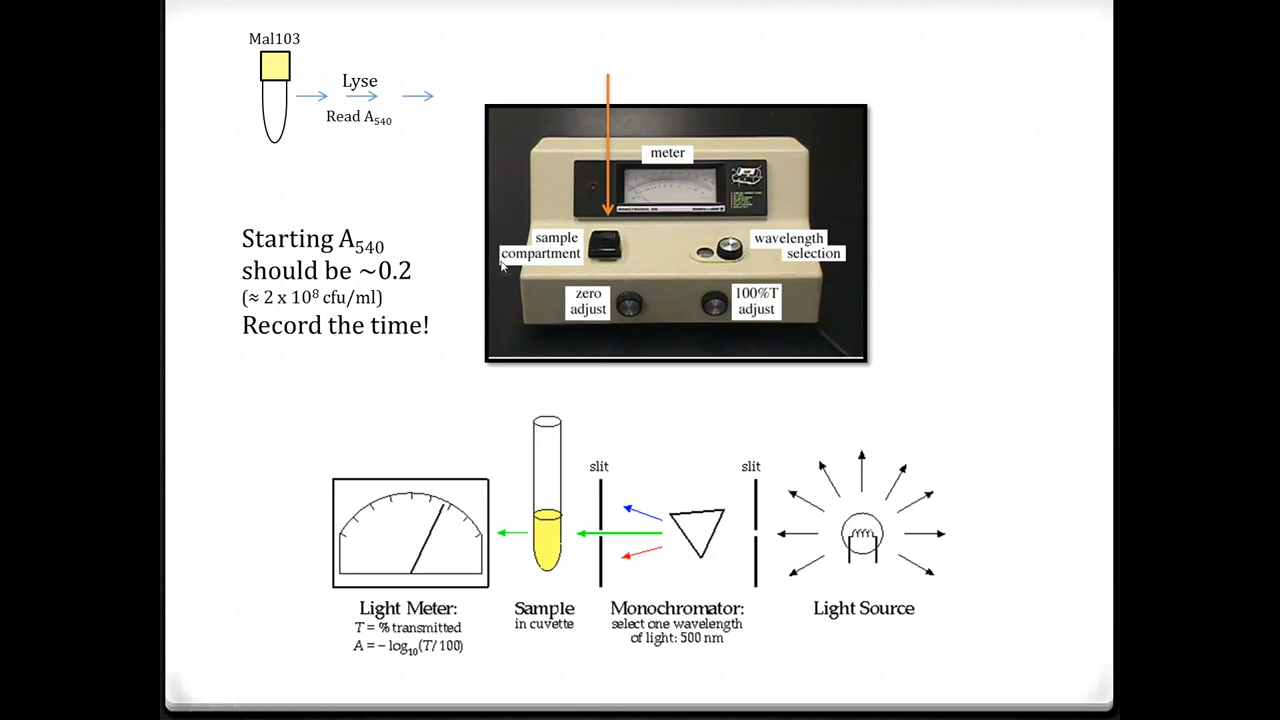 Mal103
Lyse
Read A540
Starting A540
should be ~0.2
(≈ 2 x 10⁸ cfu/ml)
Record the time!
meter
sample
compartment
wavelength
selection
zero
adjust
100%T
adjust
slit
slit
Light Meter:
T = % transmitted
A = – log10(T/100)
Sample
in cuvette
Monochromator:
select one wavelength
of light: 500 nm
Light Source